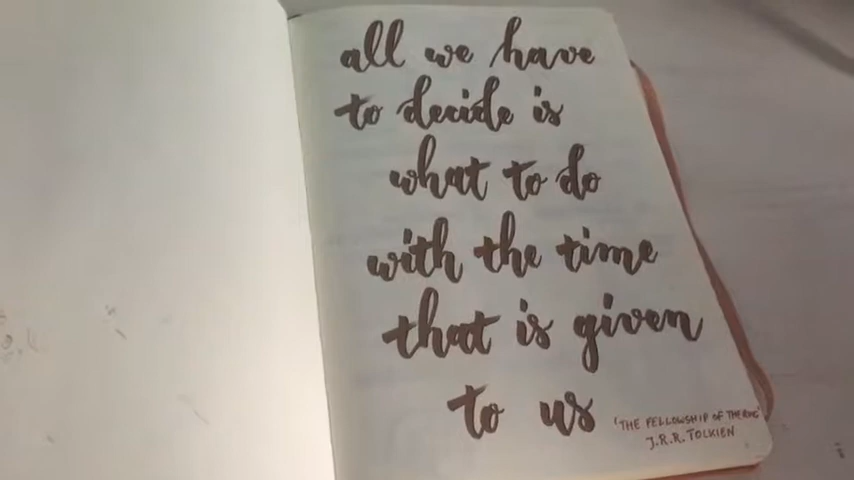 all we have
to decide is
what to do
with the time
that is given
to us
'THE FELLOWSHIP OF THE RING'
J.R.R. TOLKIEN